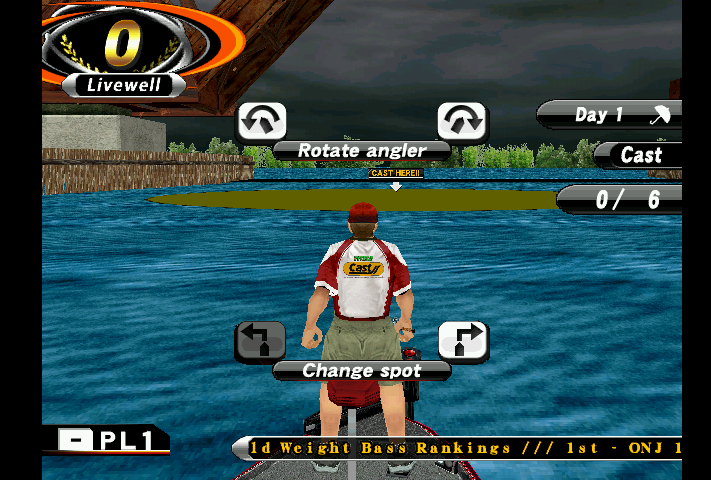 0
Livewell
Day 1
Rotate angler
Cast
CAST HERE!!
0/ 6
Cast
Change spot
PL1
ld Weight Bass Rankings /// 1st - ONJ 1